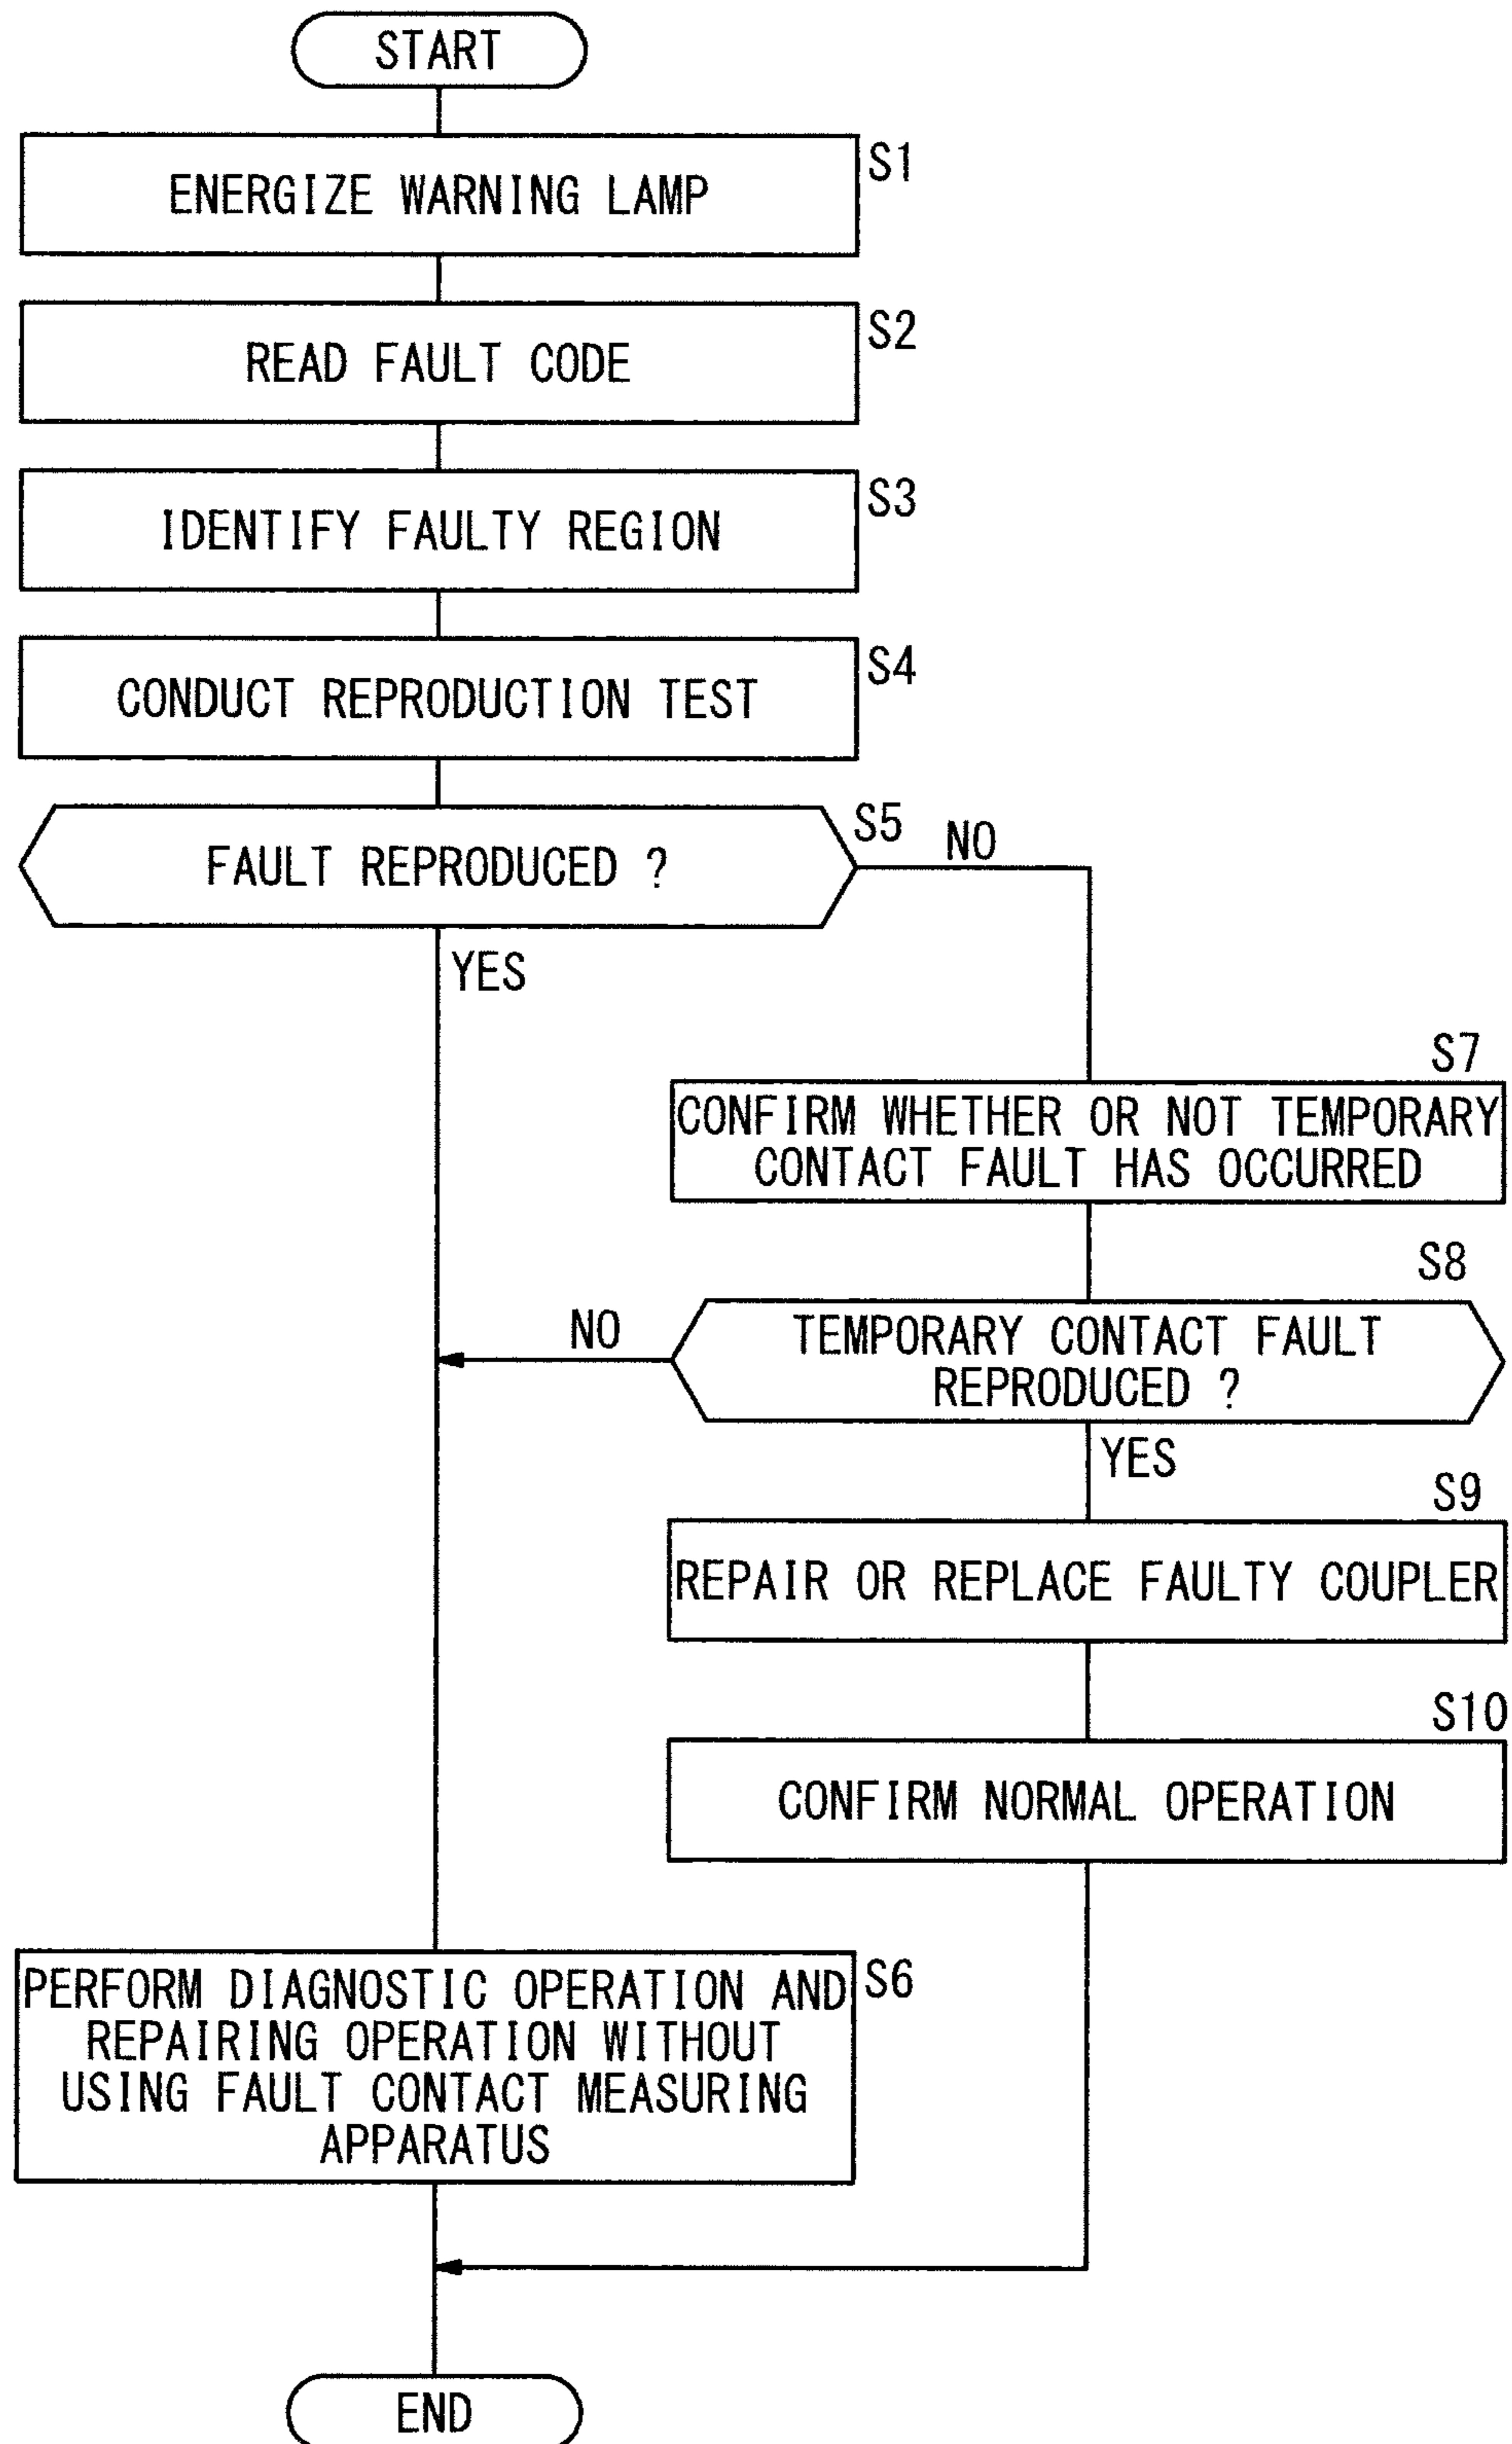 START
ENERGIZE WARNING LAMP
S1
READ FAULT CODE
S2
IDENTIFY FAULTY REGION
S3
CONDUCT REPRODUCTION TEST
S4
FAULT REPRODUCED ?
S5
NO
YES
S7
CONFIRM WHETHER OR NOT TEMPORARY
CONTACT FAULT HAS OCCURRED
S8
NO
TEMPORARY CONTACT FAULT
REPRODUCED ?
YES
S9
REPAIR OR REPLACE FAULTY COUPLER
S10
CONFIRM NORMAL OPERATION
PERFORM DIAGNOSTIC OPERATION AND
REPAIRING OPERATION WITHOUT
USING FAULT CONTACT MEASURING
APPARATUS
S6
END